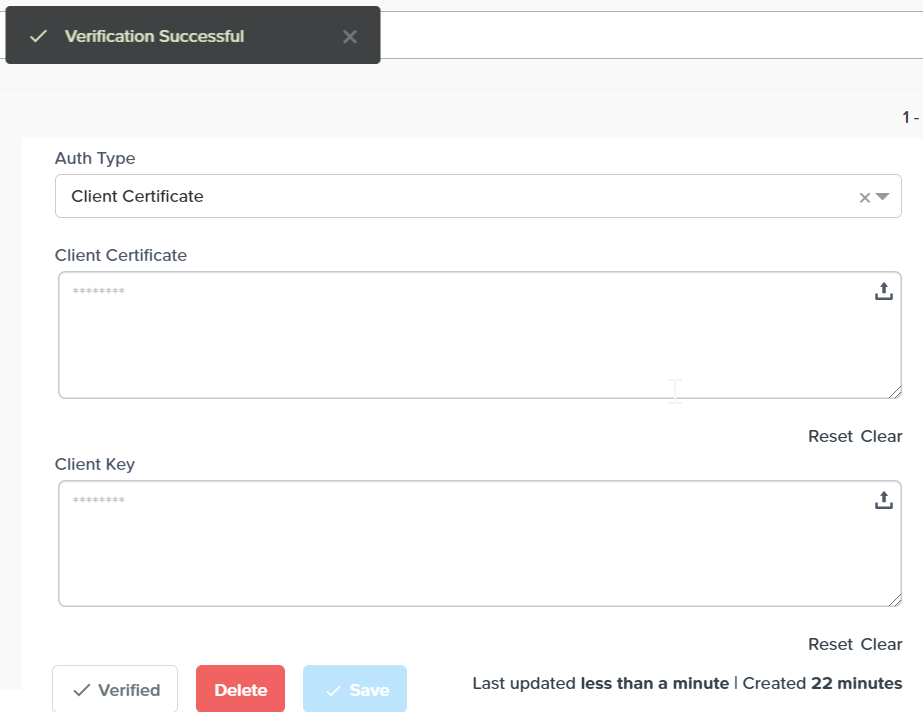 Verification Successful
1 -
Auth Type
Client Certificate
Client Certificate
********
Reset Clear
Client Key
********
Reset Clear
Verified Delete Save Last updated less than a minute | Created 22 minutes